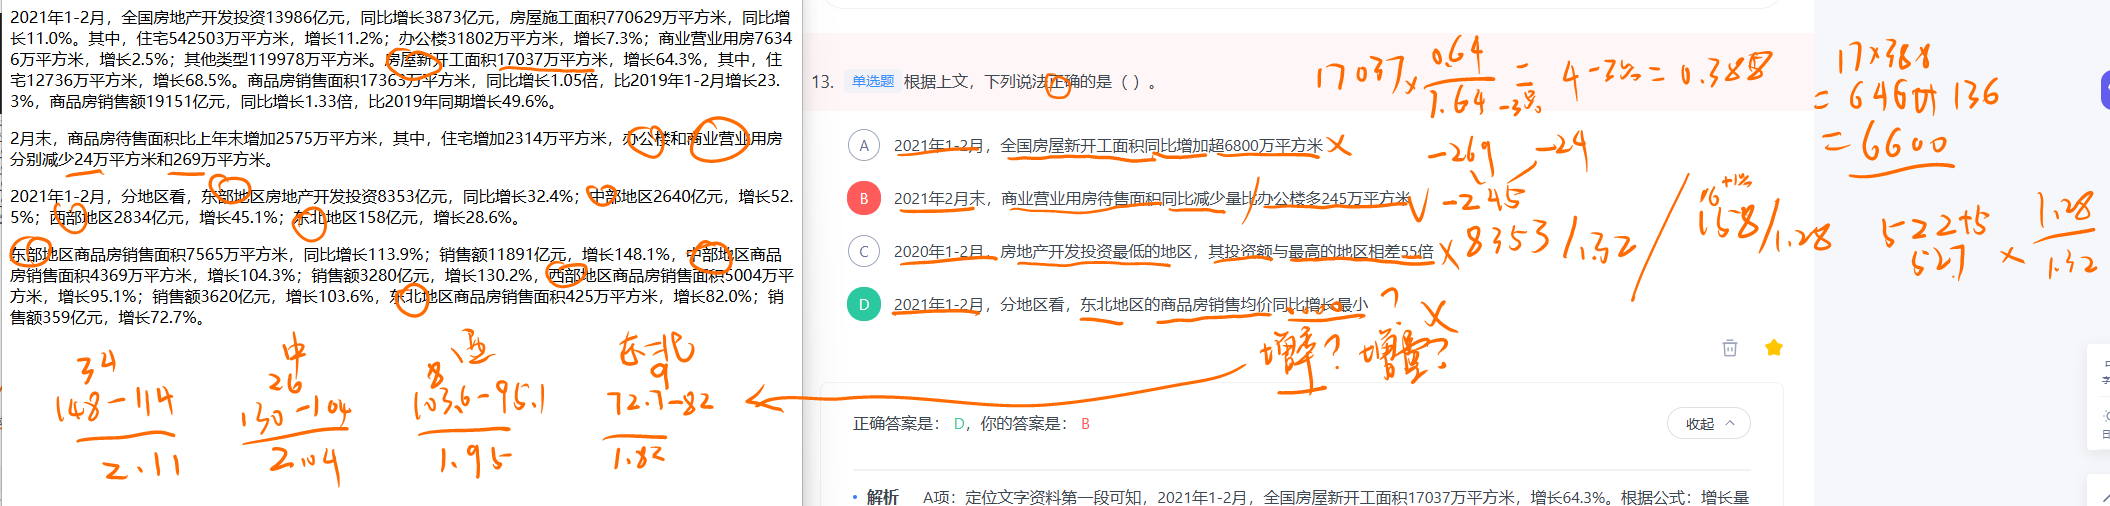 2021年1-2月，全国房地产开发投资13986亿元，同比增长3873亿元，房屋施工面积770629万平方米，同比增
长11.0%。其中，住宅542503万平方米，增长11.2%；办公楼31802万平方米，增长7.3%；商业营业用房7634
6万平方米，增长2.5%；其他类型119978万平方米。房屋新开工面积17037万平方米，增长64.3%，其中，住
宅12736万平方米，增长68.5%。商品房销售面积17363万平方米，同比增长1.05倍，比2019年1-2月增长23.
3%，商品房销售额19151亿元，同比增长1.33倍，比2019年同期增长49.6%。
2月末，商品房待售面积比上年末增加2575万平方米，其中，住宅增加2314万平方米，办公楼和商业营业用房
分别减少24万平方米和269万平方米。
2021年1-2月，分地区看，东部地区房地产开发投资8353亿元，同比增长32.4%；中部地区2640亿元，增长52.
5%；西部地区2834亿元，增长45.1%；东北地区158亿元，增长28.6%。
东部地区商品房销售面积7565万平方米，同比增长113.9%；销售额11891亿元，增长148.1%，中部地区商品
房销售面积4369万平方米，增长104.3%；销售额3280亿元，增长130.2%，西部地区商品房销售面积5004万平
方米，增长95.1%；销售额3620亿元，增长103.6%，东北地区商品房销售面积425万平方米，增长82.0%；销
售额359亿元，增长72.7%。
34
148-114
2.11
中
26
130-104
2.04
西
8
103.6-95.1
1.95
东北
9
72.7-82
1.82
13. 单选题 根据上文，下列说法正确的是（ ）。
A 2021年1-2月，全国房屋新开工面积同比增加超6800万平方米
B 2021年2月末，商业营业用房待售面积同比减少量比办公楼多245万平方米
C 2020年1-2月，房地产开发投资最低的地区，其投资额与最高的地区相差55倍
D 2021年1-2月，分地区看，东北地区的商品房销售均价同比增长最小
17037×
0.64
1.64
-3%
= 4-3% = 0.388
17×388
= 646 136
= 6600
-269 -24
-245
8353/1.32
/
+1%
158/1.28
522+5
527 ×
1.28
1.32
增率? 增量?
正确答案是： D，你的答案是： B
收起
解析 A项：定位文字资料第一段可知，2021年1-2月，全国房屋新开工面积17037万平方米，增长64.3%。根据公式：增长量